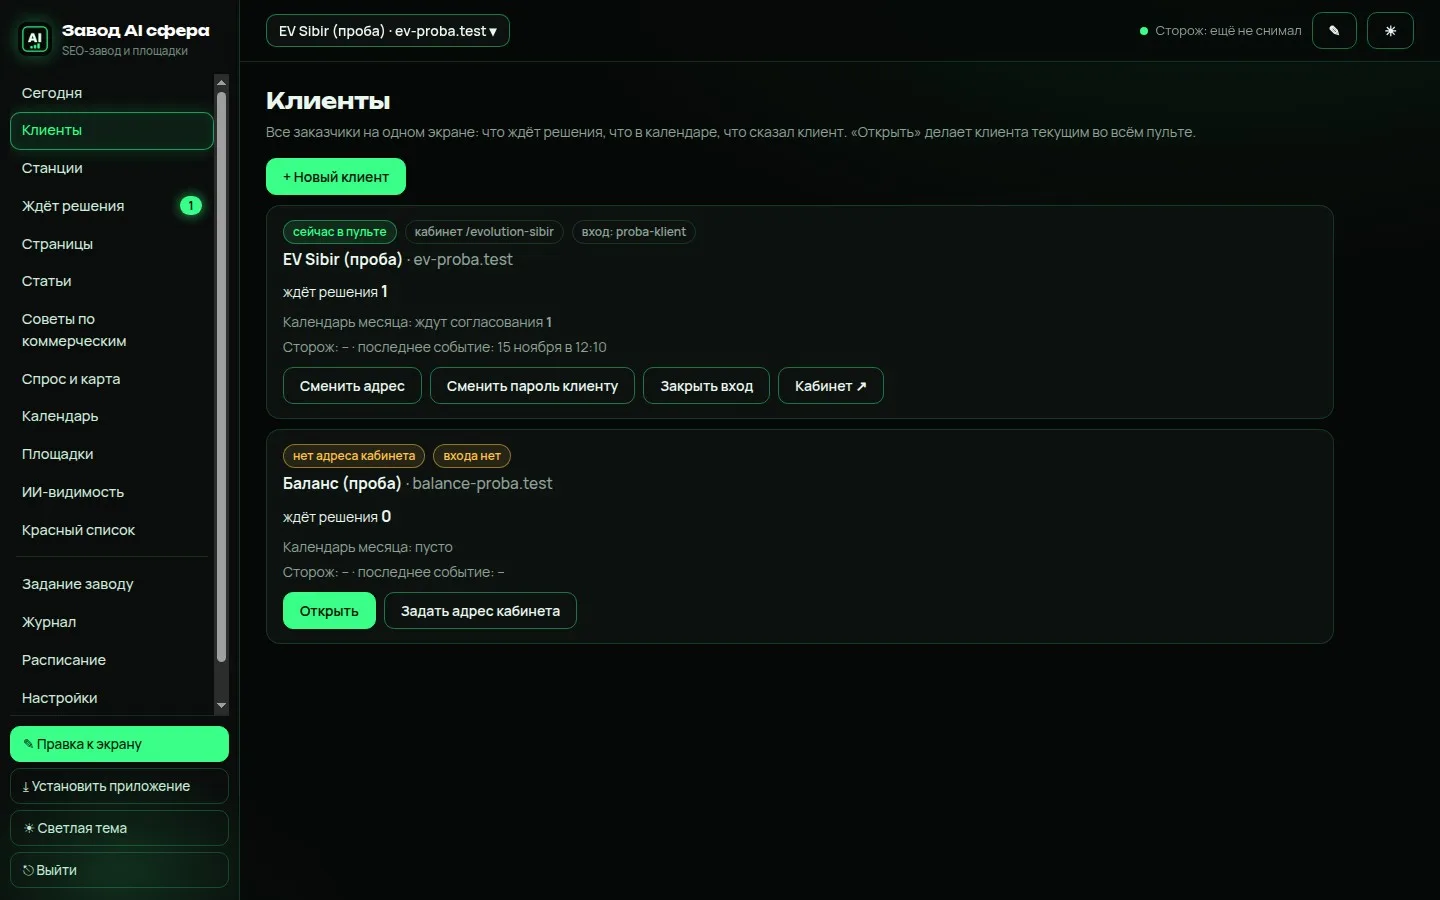 AI
Завод AI сфера
SEO-завод и площадки
Сегодня
Клиенты
Станции
Ждёт решения 1
Страницы
Статьи
Советы по
коммерческим
Спрос и карта
Календарь
Площадки
ИИ-видимость
Красный список
Задание заводу
Журнал
Расписание
Настройки
✎ Правка к экрану
⤓ Установить приложение
☀ Светлая тема
⎋ Выйти
EV Sibir (проба) · ev-proba.test ▾
Сторож: ещё не снимал
✎
☀
Клиенты
Все заказчики на одном экране: что ждёт решения, что в календаре, что сказал клиент. «Открыть» делает клиента текущим во всём пульте.
+ Новый клиент
сейчас в пульте кабинет /evolution-sibir вход: proba-klient
EV Sibir (проба) · ev-proba.test
ждёт решения 1
Календарь месяца: ждут согласования 1
Сторож: – · последнее событие: 15 ноября в 12:10
Сменить адрес Сменить пароль клиенту Закрыть вход Кабинет ↗
нет адреса кабинета входа нет
Баланс (проба) · balance-proba.test
ждёт решения 0
Календарь месяца: пусто
Сторож: – · последнее событие: –
Открыть Задать адрес кабинета